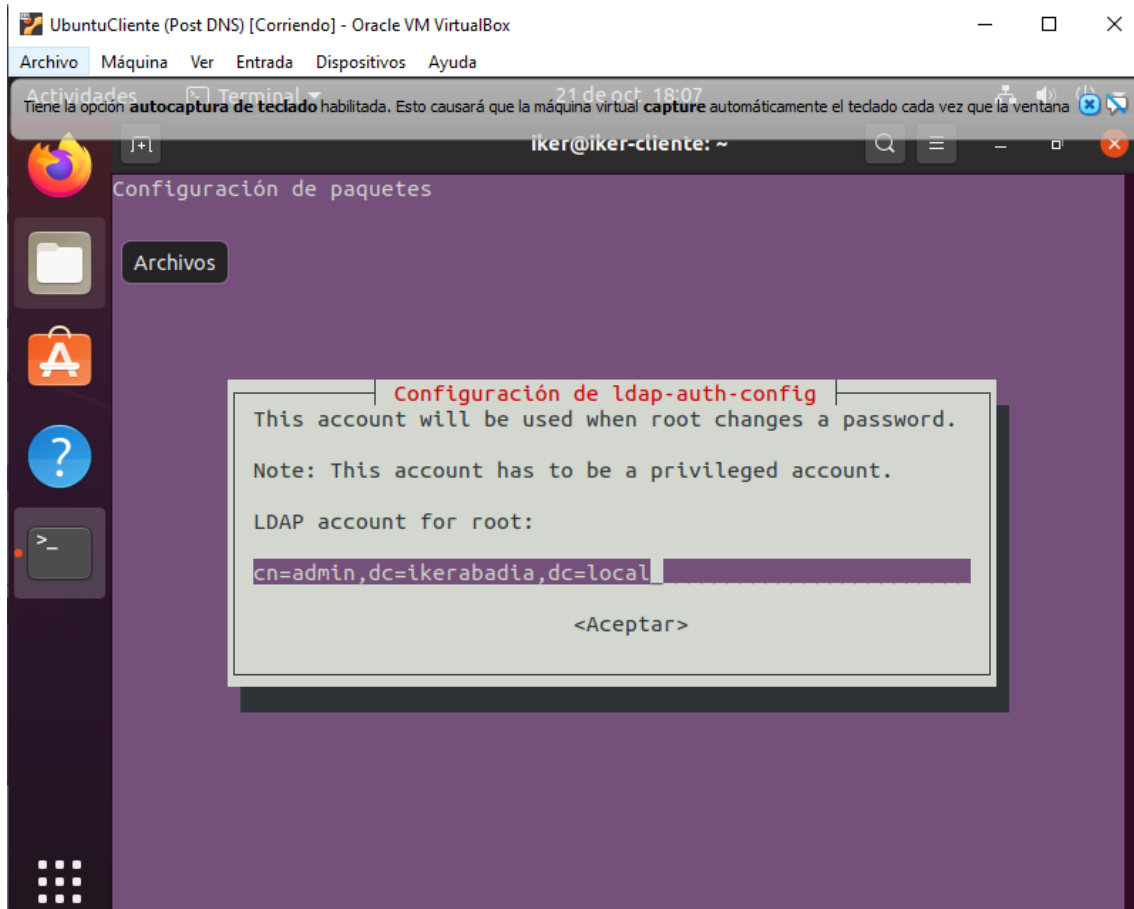 UbuntuCliente (Post DNS) [Corriendo] - Oracle VM VirtualBox
Archivo Máquina Ver Entrada Dispositivos Ayuda
Actividades Terminal 21 de oct 18:07
Tiene la opción autocaptura de teclado habilitada. Esto causará que la máquina virtual capture automáticamente el teclado cada vez que la ventana
iker@iker-cliente: ~
Configuración de paquetes
Archivos
Configuración de ldap-auth-config
This account will be used when root changes a password.
Note: This account has to be a privileged account.
LDAP account for root:
cn=admin,dc=ikerabadia,dc=local_
<Aceptar>